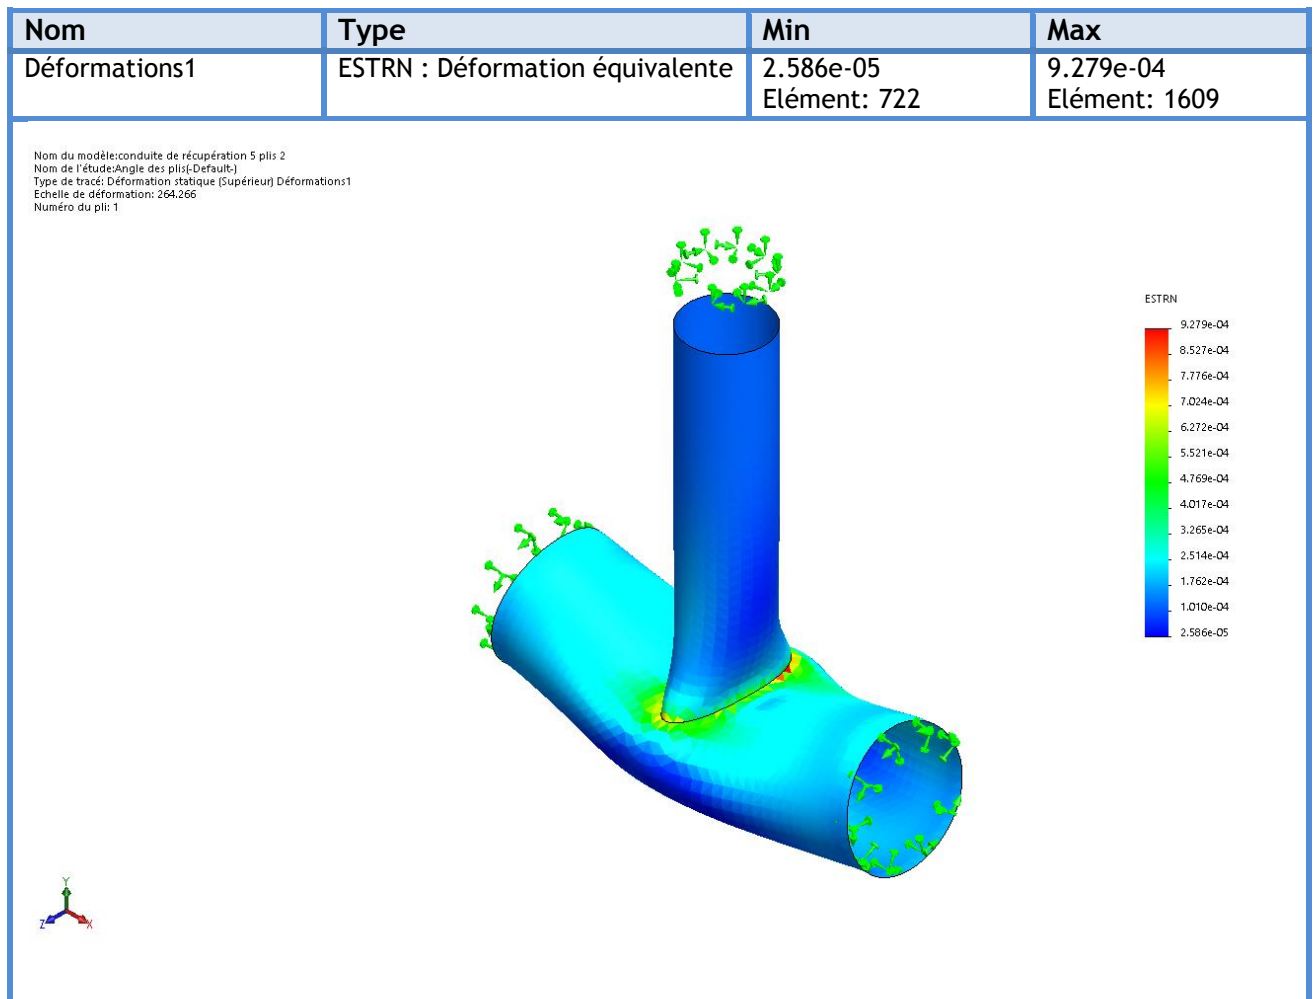 Nom Type Min Max
Déformations1 ESTRN : Déformation équivalente 2.586e-05 9.279e-04
Elément: 722 Elément: 1609
Nom du modèle:conduite de récupération 5 plis 2
Nom de l'étude:Angle des plis(-Default-)
Type de tracé: Déformation statique (Supérieur) Déformations1
Echelle de déformation: 264.266
Numéro du pli: 1
ESTRN
9.279e-04
8.527e-04
7.776e-04
7.024e-04
6.272e-04
5.521e-04
4.769e-04
4.017e-04
3.265e-04
2.514e-04
1.762e-04
1.010e-04
2.586e-05
Y
Z X